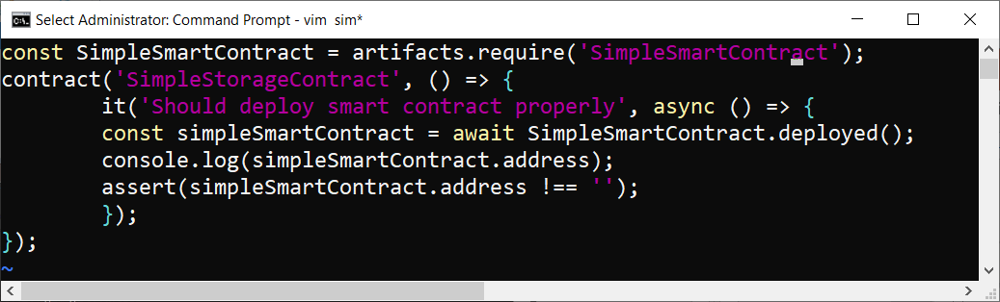 Select Administrator: Command Prompt - vim  sim*
const SimpleSmartContract = artifacts.require('SimpleSmartContract');
contract('SimpleStorageContract', () => {
        it('Should deploy smart contract properly', async () => {
        const simpleSmartContract = await SimpleSmartContract.deployed();
        console.log(simpleSmartContract.address);
        assert(simpleSmartContract.address !== '');
        });
});
~